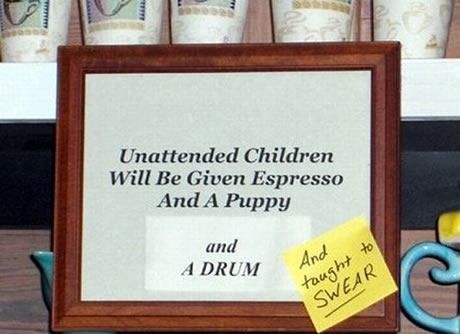 Unattended Children
Will Be Given Espresso
And A Puppy
and
A DRUM
And
taught to
SWEAR